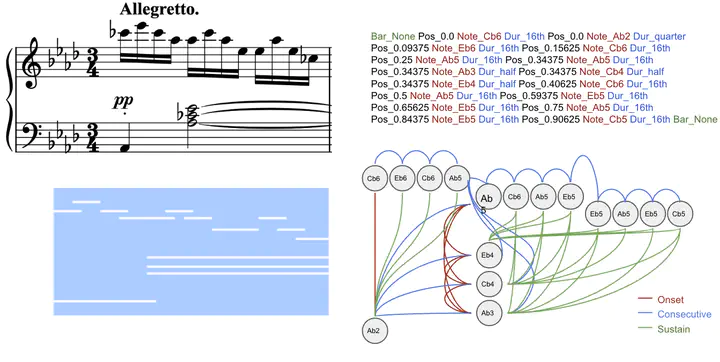 Allegretto.
3
4
pp
3
4
Bar_None Pos_0.0 Note_Cb6 Dur_16th Pos_0.0 Note_Ab2 Dur_quarter
Pos_0.09375 Note_Eb6 Dur_16th Pos_0.15625 Note_Cb6 Dur_16th
Pos_0.25 Note_Ab5 Dur_16th Pos_0.34375 Note_Ab5 Dur_16th
Pos_0.34375 Note_Ab3 Dur_half Pos_0.34375 Note_Cb4 Dur_half
Pos_0.34375 Note_Eb4 Dur_half Pos_0.40625 Note_Cb6 Dur_16th
Pos_0.5 Note_Ab5 Dur_16th Pos_0.59375 Note_Eb5 Dur_16th
Pos_0.65625 Note_Eb5 Dur_16th Pos_0.75 Note_Ab5 Dur_16th
Pos_0.84375 Note_Eb5 Dur_16th Pos_0.90625 Note_Cb5 Dur_16th Bar_None
Cb6 Eb6 Cb6 Ab5
Ab
5
Cb6 Ab5 Eb5
Eb5 Ab5 Eb5 Cb5
Eb4
Cb4
Ab3
Ab2
Onset
Consecutive
Sustain